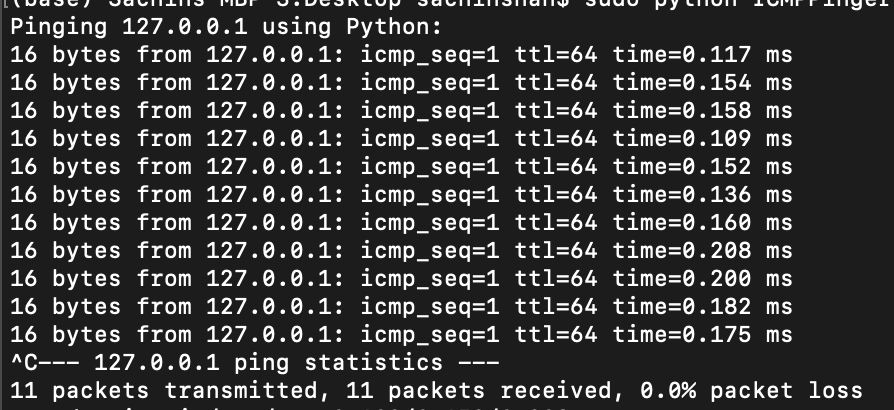 (base) Sachins-MBP-3:Desktop sachinshah$ sudo python ICMPPinger
Pinging 127.0.0.1 using Python:
16 bytes from 127.0.0.1: icmp_seq=1 ttl=64 time=0.117 ms
16 bytes from 127.0.0.1: icmp_seq=1 ttl=64 time=0.154 ms
16 bytes from 127.0.0.1: icmp_seq=1 ttl=64 time=0.158 ms
16 bytes from 127.0.0.1: icmp_seq=1 ttl=64 time=0.109 ms
16 bytes from 127.0.0.1: icmp_seq=1 ttl=64 time=0.152 ms
16 bytes from 127.0.0.1: icmp_seq=1 ttl=64 time=0.136 ms
16 bytes from 127.0.0.1: icmp_seq=1 ttl=64 time=0.160 ms
16 bytes from 127.0.0.1: icmp_seq=1 ttl=64 time=0.208 ms
16 bytes from 127.0.0.1: icmp_seq=1 ttl=64 time=0.200 ms
16 bytes from 127.0.0.1: icmp_seq=1 ttl=64 time=0.182 ms
16 bytes from 127.0.0.1: icmp_seq=1 ttl=64 time=0.175 ms
^C--- 127.0.0.1 ping statistics ---
11 packets transmitted, 11 packets received, 0.0% packet loss